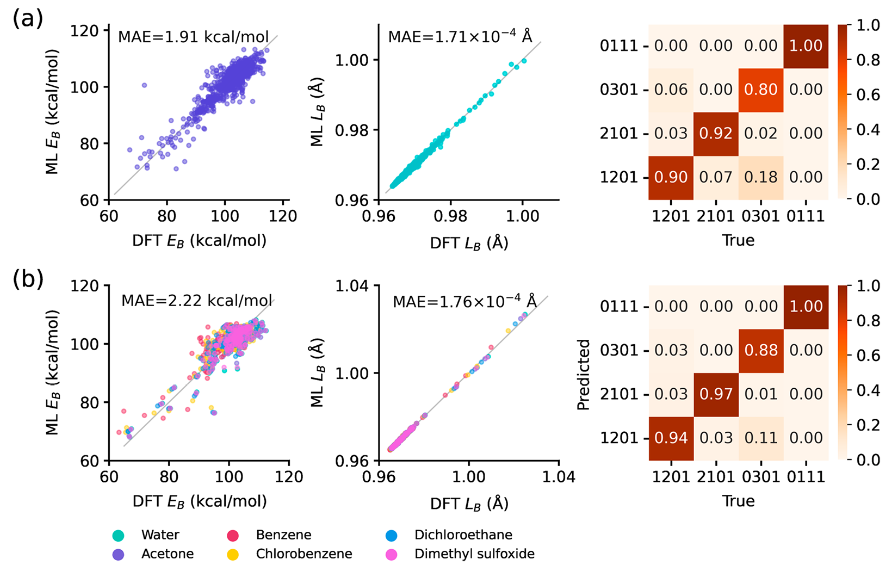 (a)
MAE=1.91 kcal/mol
ML E_B (kcal/mol)
120
100
80
60
60 80 100 120
DFT E_B (kcal/mol)
MAE=1.71×10⁻⁴ Å
ML L_B (Å)
1.00
0.98
0.96
0.96 0.98 1.00
DFT L_B (Å)
0111 0.00 0.00 0.00 1.00
0301 0.06 0.00 0.80 0.00
2101 0.03 0.92 0.02 0.00
1201 0.90 0.07 0.18 0.00
1201 2101 0301 0111
True
1.0
0.8
0.6
0.4
0.2
0.0
(b)
MAE=2.22 kcal/mol
ML E_B (kcal/mol)
120
100
80
60
60 80 100 120
DFT E_B (kcal/mol)
MAE=1.76×10⁻⁴ Å
ML L_B (Å)
1.04
1.00
0.96
0.96 1.00 1.04
DFT L_B (Å)
Predicted
0111 0.00 0.00 0.00 1.00
0301 0.03 0.00 0.88 0.00
2101 0.03 0.97 0.01 0.00
1201 0.94 0.03 0.11 0.00
1201 2101 0301 0111
True
1.0
0.8
0.6
0.4
0.2
0.0
Water Benzene Dichloroethane
Acetone Chlorobenzene Dimethyl sulfoxide